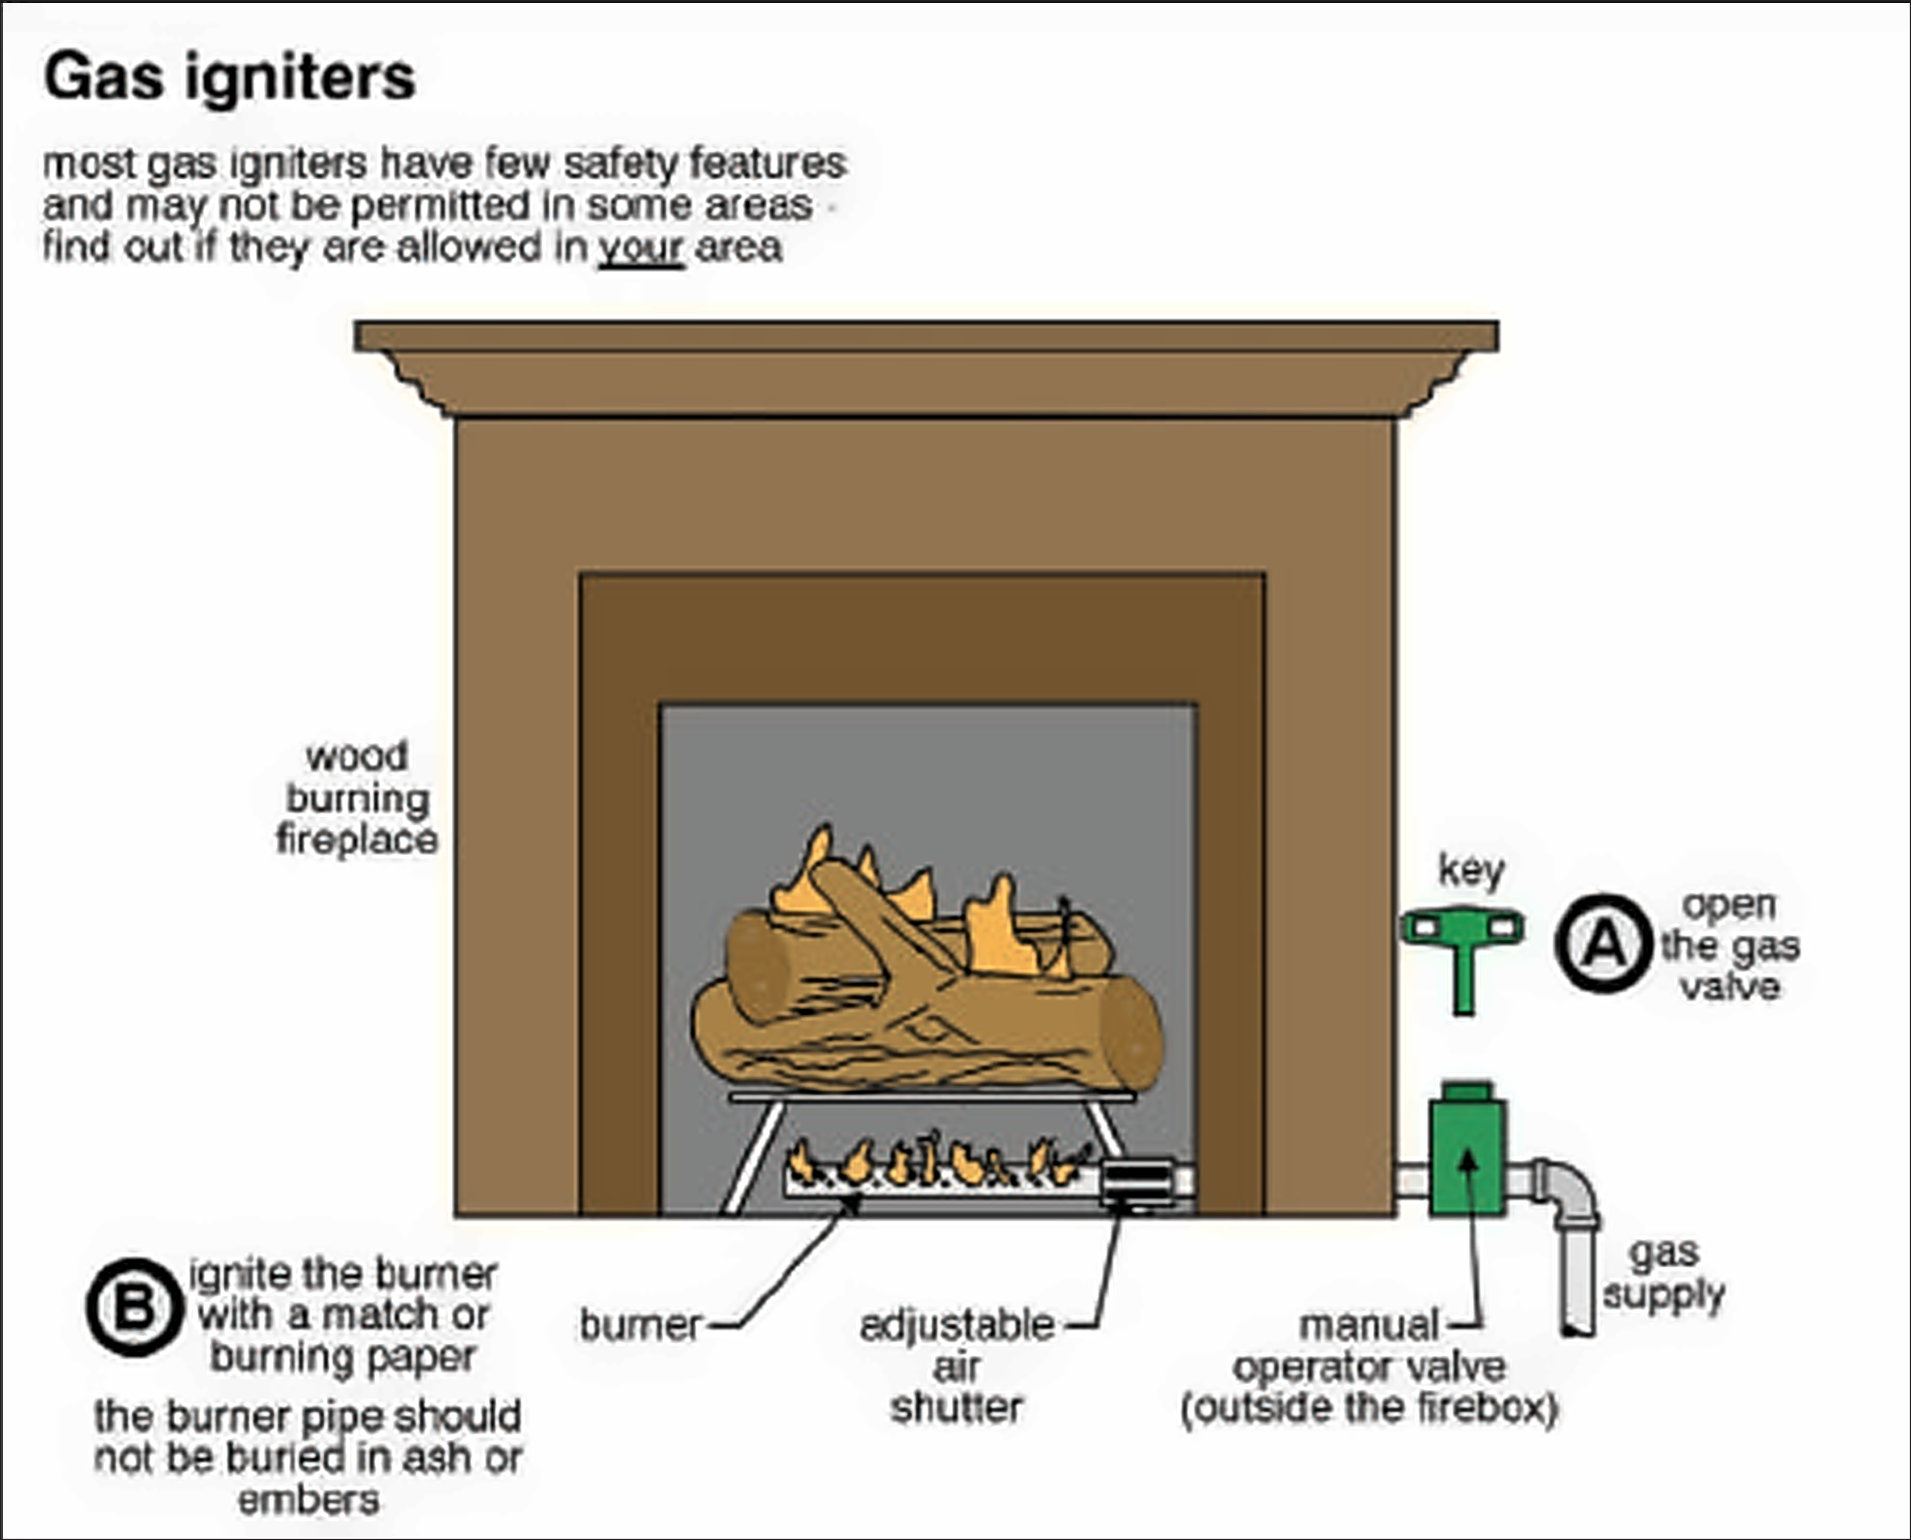 Gas igniters
most gas igniters have few safety features
and may not be permitted in some areas -
find out if they are allowed in your area
wood
burning
fireplace
key
A
open
the gas
valve
B
ignite the burner
with a match or
burning paper
the burner pipe should
not be buried in ash or
embers
burner
adjustable
air
shutter
manual
operator valve
(outside the firebox)
gas
supply